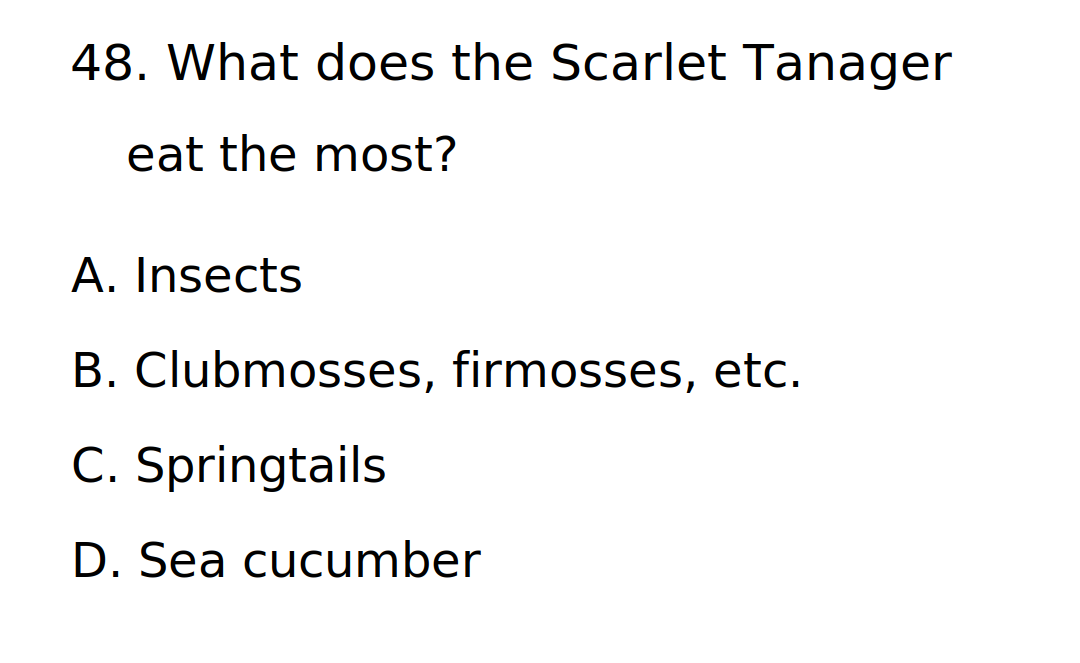 48. What does the Scarlet Tanager
eat the most?
A. Insects
B. Clubmosses, firmosses, etc.
C. Springtails
D. Sea cucumber